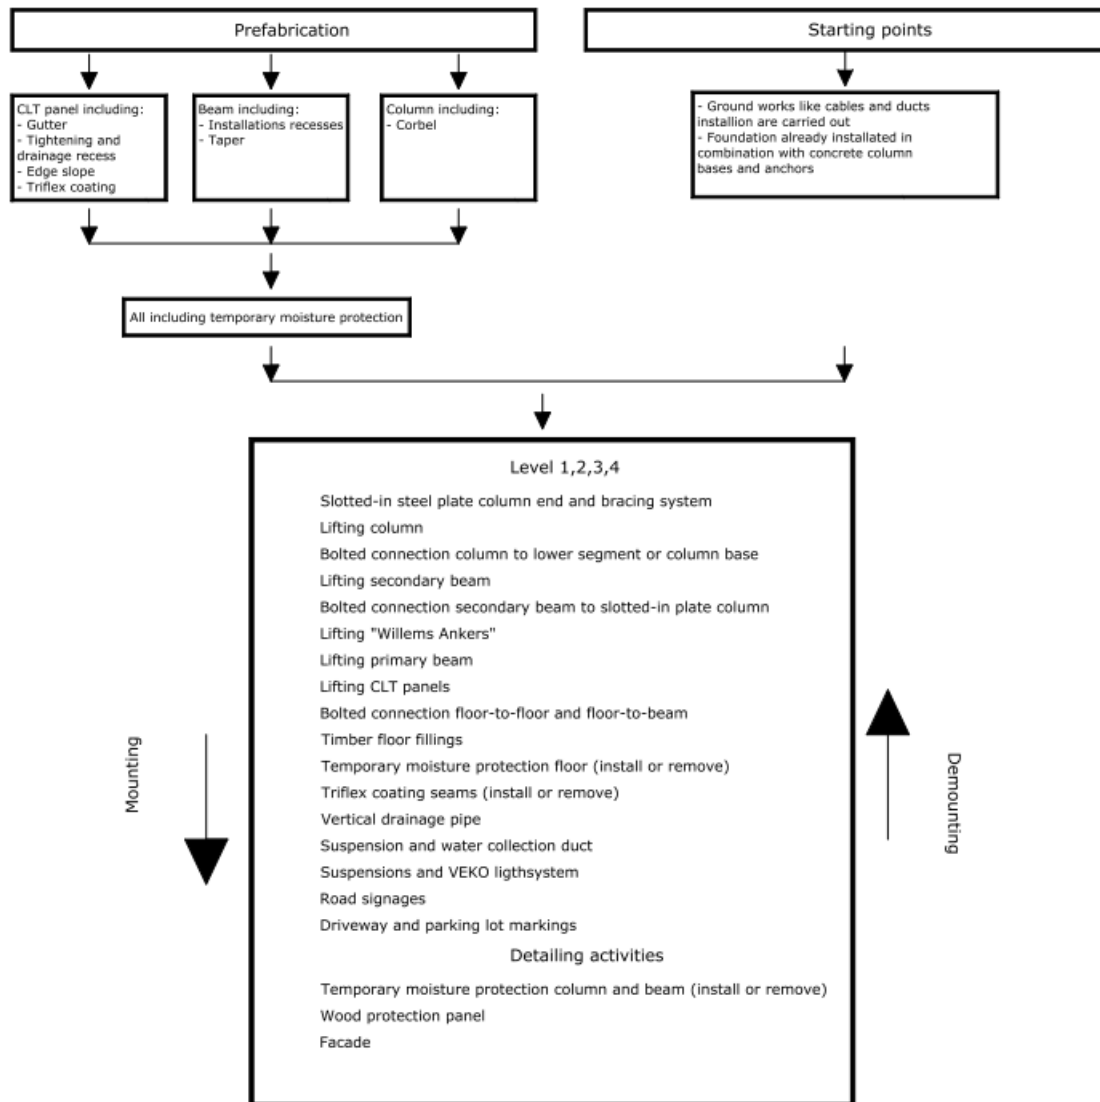 Prefabrication
Starting points
CLT panel including:
- Gutter
- Tightening and
drainage recess
- Edge slope
- Triflex coating
Beam including:
- Installations recesses
- Taper
Column including:
- Corbel
- Ground works like cables and ducts
installion are carried out
- Foundation already installated in
combination with concrete column
bases and anchors
All including temporary moisture protection
Level 1,2,3,4
Slotted-in steel plate column end and bracing system
Lifting column
Bolted connection column to lower segment or column base
Lifting secondary beam
Bolted connection secondary beam to slotted-in plate column
Lifting "Willems Ankers"
Lifting primary beam
Lifting CLT panels
Bolted connection floor-to-floor and floor-to-beam
Timber floor fillings
Temporary moisture protection floor (install or remove)
Triflex coating seams (install or remove)
Vertical drainage pipe
Suspension and water collection duct
Suspensions and VEKO ligthsystem
Road signages
Driveway and parking lot markings
Detailing activities
Temporary moisture protection column and beam (install or remove)
Wood protection panel
Facade
Mounting
Demounting